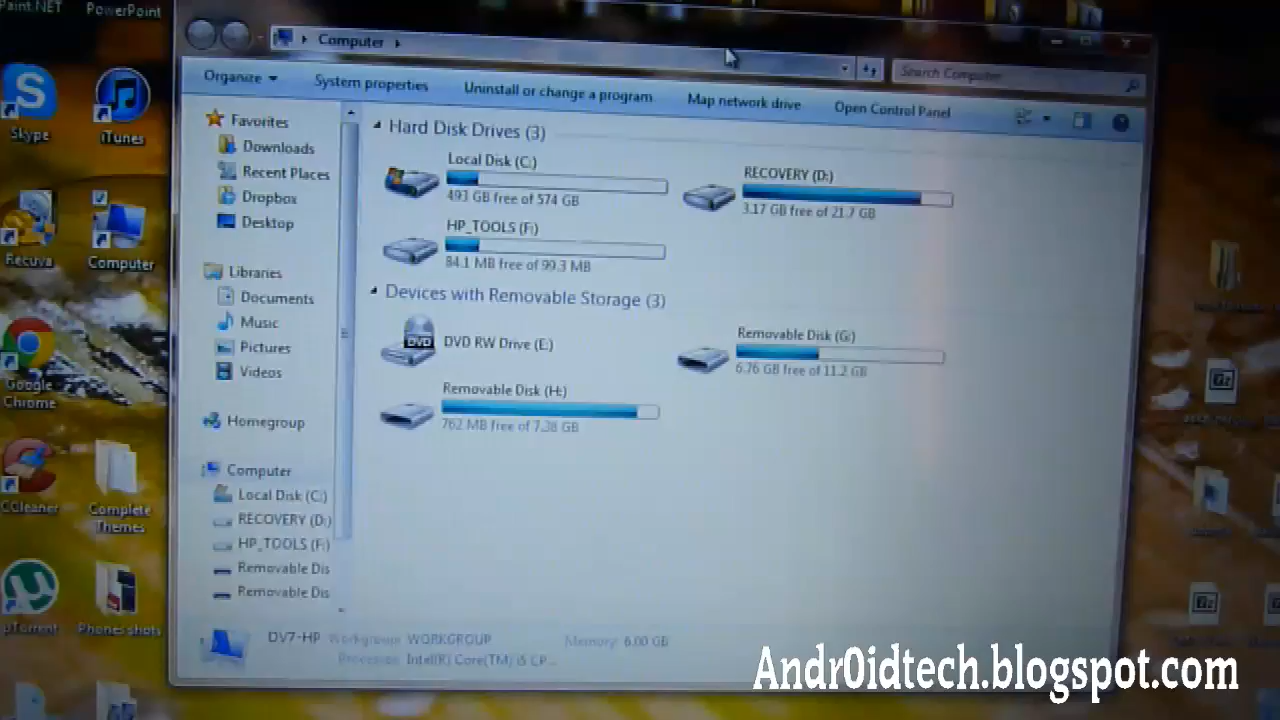 Paint.NET
PowerPoint
Computer
Search Computer
Organize
System properties
Uninstall or change a program
Map network drive
Open Control Panel
Skype
iTunes
Recuva
Computer
Google Chrome
CCleaner
Complete Themes
µTorrent
Phones shots
Favorites
Downloads
Recent Places
Dropbox
Desktop
Libraries
Documents
Music
Pictures
Videos
Homegroup
Computer
Local Disk (C:)
RECOVERY (D:)
HP_TOOLS (F:)
Removable Dis
Removable Dis
Hard Disk Drives (3)
Local Disk (C:)
493 GB free of 574 GB
RECOVERY (D:)
3.17 GB free of 21.7 GB
HP_TOOLS (F:)
84.1 MB free of 99.3 MB
Devices with Removable Storage (3)
DVD
DVD RW Drive (E:)
Removable Disk (G:)
6.76 GB free of 11.2 GB
Removable Disk (H:)
762 MB free of 7.38 GB
DV7-HP Workgroup: WORKGROUP Memory: 6.00 GB
Processor: Intel(R) Core(TM) i5 CP...
Andr0idtech.blogspot.com